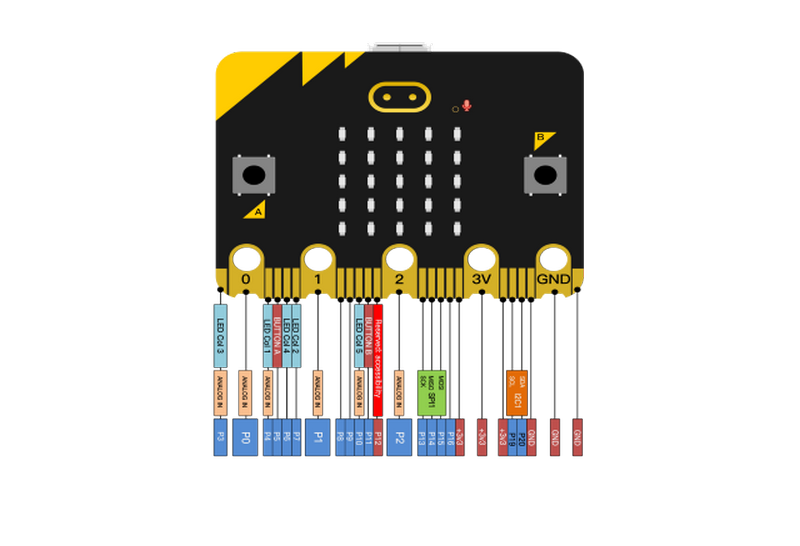 B
A
0
1
2
3V
GND
LED Col 3
LED Col 1
BUTTON A
LED Col 4
LED Col 2
LED Col 5
BUTTON B
Reserved: accessibility
ANALOG IN
ANALOG IN
ANALOG IN
ANALOG IN
ANALOG IN
ANALOG IN
SCK
MISO
MOSI
SPI1
SCL
SDA
I2C1
P3
P0
P4
P5
P6
P7
P1
P8
P9
P10
P11
P12
P2
P13
P14
P15
P16
+3v3
+3v3
+3v3
P19
P20
GND
GND
GND